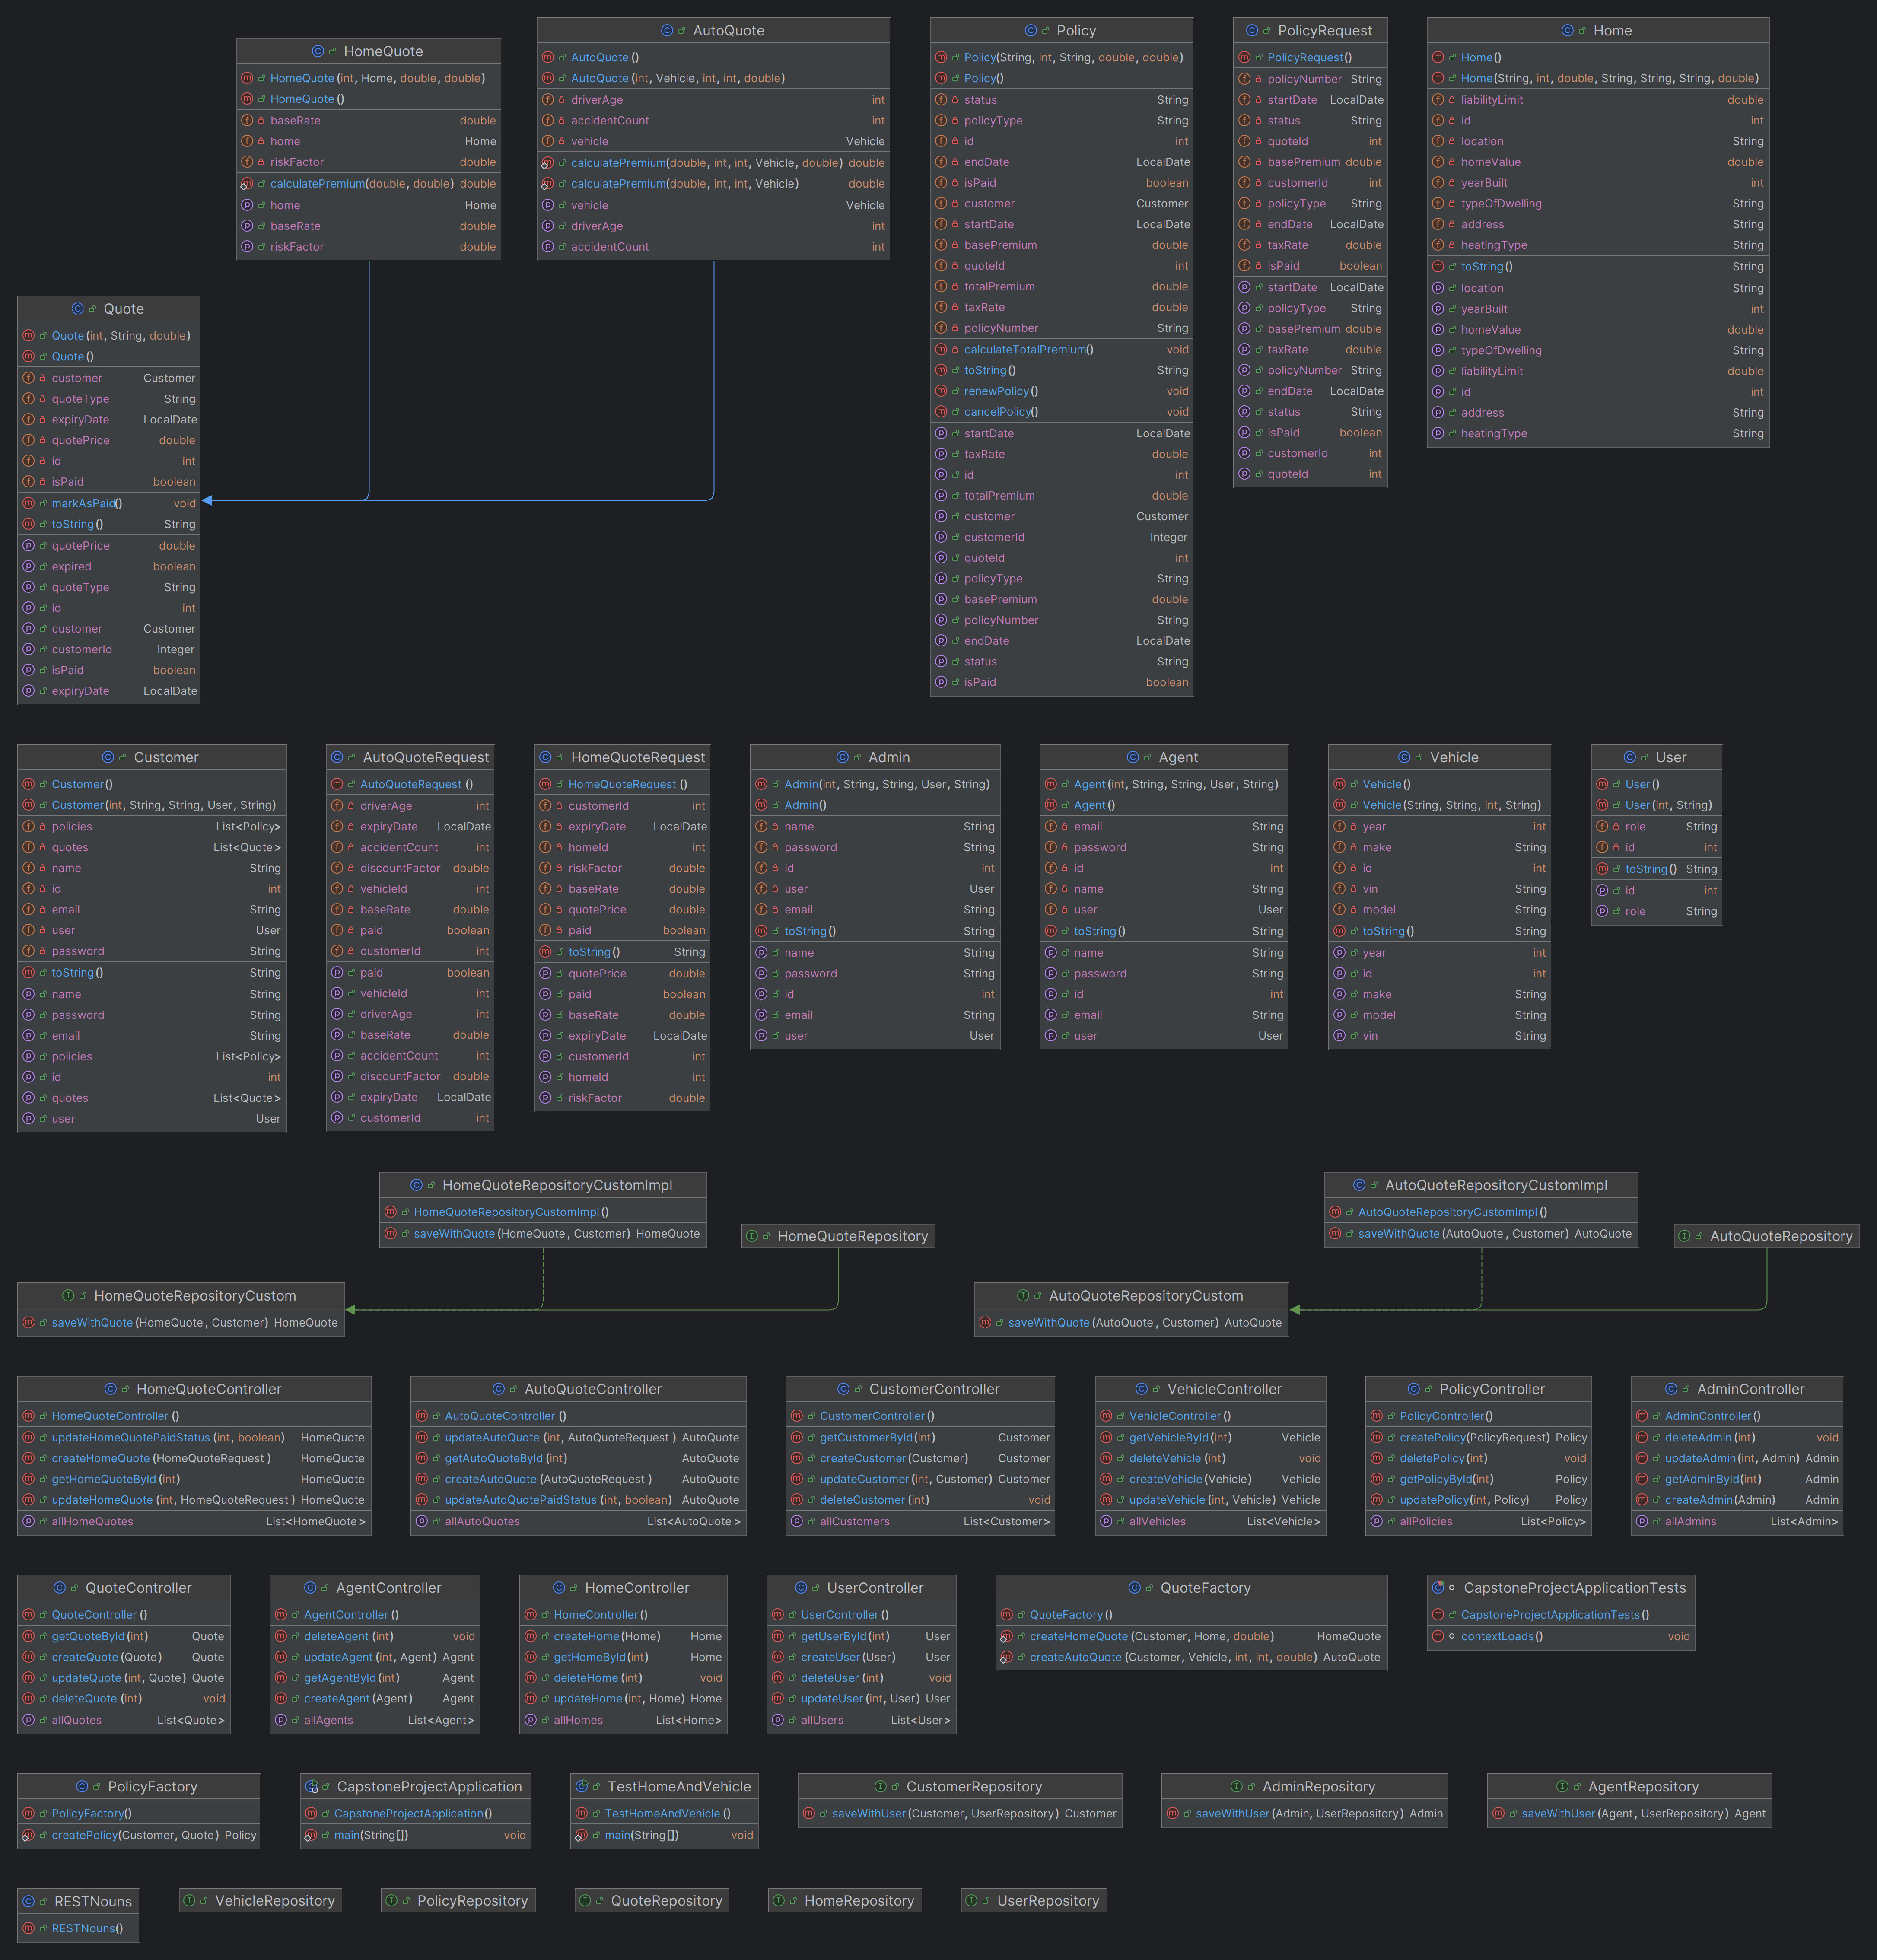 HomeQuote
HomeQuote(int, Home, double, double)
HomeQuote()
baseRate double
home Home
riskFactor double
calculatePremium(double, double) double
home Home
baseRate double
riskFactor double
AutoQuote
AutoQuote()
AutoQuote(int, Vehicle, int, int, double)
driverAge int
accidentCount int
vehicle Vehicle
calculatePremium(double, int, int, Vehicle, double) double
calculatePremium(double, int, int, Vehicle) double
vehicle Vehicle
driverAge int
accidentCount int
Policy
Policy(String, int, String, double, double)
Policy()
status String
policyType String
id int
endDate LocalDate
isPaid boolean
customer Customer
startDate LocalDate
basePremium double
quoteId int
totalPremium double
taxRate double
policyNumber String
calculateTotalPremium() void
toString() String
renewPolicy() void
cancelPolicy() void
startDate LocalDate
taxRate double
id int
totalPremium double
customer Customer
customerId Integer
quoteId int
policyType String
basePremium double
policyNumber String
endDate LocalDate
status String
isPaid boolean
PolicyRequest
PolicyRequest()
policyNumber String
startDate LocalDate
status String
quoteId int
basePremium double
customerId int
policyType String
endDate LocalDate
taxRate double
isPaid boolean
startDate LocalDate
policyType String
basePremium double
taxRate double
policyNumber String
endDate LocalDate
status String
isPaid boolean
customerId int
quoteId int
Home
Home()
Home(String, int, double, String, String, String, double)
liabilityLimit double
id int
location String
homeValue double
yearBuilt int
typeOfDwelling String
address String
heatingType String
toString() String
location String
yearBuilt int
homeValue double
typeOfDwelling String
liabilityLimit double
id int
address String
heatingType String
Quote
Quote(int, String, double)
Quote()
customer Customer
quoteType String
expiryDate LocalDate
quotePrice double
id int
isPaid boolean
markAsPaid() void
toString() String
quotePrice double
expired boolean
quoteType String
id int
customer Customer
customerId Integer
isPaid boolean
expiryDate LocalDate
Customer
Customer()
Customer(int, String, String, User, String)
policies List<Policy>
quotes List<Quote>
name String
id int
email String
user User
password String
toString() String
name String
password String
email String
policies List<Policy>
id int
quotes List<Quote>
user User
AutoQuoteRequest
AutoQuoteRequest()
driverAge int
expiryDate LocalDate
accidentCount int
discountFactor double
vehicleId int
baseRate double
paid boolean
customerId int
paid boolean
vehicleId int
driverAge int
baseRate double
accidentCount int
discountFactor double
expiryDate LocalDate
customerId int
HomeQuoteRequest
HomeQuoteRequest()
customerId int
expiryDate LocalDate
homeId int
riskFactor double
baseRate double
quotePrice double
paid boolean
toString() String
quotePrice double
paid boolean
baseRate double
expiryDate LocalDate
customerId int
homeId int
riskFactor double
Admin
Admin(int, String, String, User, String)
Admin()
name String
password String
id int
user User
email String
toString() String
name String
password String
id int
email String
user User
Agent
Agent(int, String, String, User, String)
Agent()
email String
password String
id int
name String
user User
toString() String
name String
password String
id int
email String
user User
Vehicle
Vehicle()
Vehicle(String, String, int, String)
year int
make String
id int
vin String
model String
toString() String
year int
id int
make String
model String
vin String
User
User()
User(int, String)
role String
id int
toString() String
id int
role String
HomeQuoteRepositoryCustomImpl
HomeQuoteRepositoryCustomImpl()
saveWithQuote(HomeQuote, Customer) HomeQuote
HomeQuoteRepository
AutoQuoteRepositoryCustomImpl
AutoQuoteRepositoryCustomImpl()
saveWithQuote(AutoQuote, Customer) AutoQuote
AutoQuoteRepository
HomeQuoteRepositoryCustom
saveWithQuote(HomeQuote, Customer) HomeQuote
AutoQuoteRepositoryCustom
saveWithQuote(AutoQuote, Customer) AutoQuote
HomeQuoteController
HomeQuoteController()
updateHomeQuotePaidStatus(int, boolean) HomeQuote
createHomeQuote(HomeQuoteRequest) HomeQuote
getHomeQuoteById(int) HomeQuote
updateHomeQuote(int, HomeQuoteRequest) HomeQuote
allHomeQuotes List<HomeQuote>
AutoQuoteController
AutoQuoteController()
updateAutoQuote(int, AutoQuoteRequest) AutoQuote
getAutoQuoteById(int) AutoQuote
createAutoQuote(AutoQuoteRequest) AutoQuote
updateAutoQuotePaidStatus(int, boolean) AutoQuote
allAutoQuotes List<AutoQuote>
CustomerController
CustomerController()
getCustomerById(int) Customer
createCustomer(Customer) Customer
updateCustomer(int, Customer) Customer
deleteCustomer(int) void
allCustomers List<Customer>
VehicleController
VehicleController()
getVehicleById(int) Vehicle
deleteVehicle(int) void
createVehicle(Vehicle) Vehicle
updateVehicle(int, Vehicle) Vehicle
allVehicles List<Vehicle>
PolicyController
PolicyController()
createPolicy(PolicyRequest) Policy
deletePolicy(int) void
getPolicyById(int) Policy
updatePolicy(int, Policy) Policy
allPolicies List<Policy>
AdminController
AdminController()
deleteAdmin(int) void
updateAdmin(int, Admin) Admin
getAdminById(int) Admin
createAdmin(Admin) Admin
allAdmins List<Admin>
QuoteController
QuoteController()
getQuoteById(int) Quote
createQuote(Quote) Quote
updateQuote(int, Quote) Quote
deleteQuote(int) void
allQuotes List<Quote>
AgentController
AgentController()
deleteAgent(int) void
updateAgent(int, Agent) Agent
getAgentById(int) Agent
createAgent(Agent) Agent
allAgents List<Agent>
HomeController
HomeController()
createHome(Home) Home
getHomeById(int) Home
deleteHome(int) void
updateHome(int, Home) Home
allHomes List<Home>
UserController
UserController()
getUserById(int) User
createUser(User) User
deleteUser(int) void
updateUser(int, User) User
allUsers List<User>
QuoteFactory
QuoteFactory()
createHomeQuote(Customer, Home, double) HomeQuote
createAutoQuote(Customer, Vehicle, int, int, double) AutoQuote
CapstoneProjectApplicationTests
CapstoneProjectApplicationTests()
contextLoads() void
PolicyFactory
PolicyFactory()
createPolicy(Customer, Quote) Policy
CapstoneProjectApplication
CapstoneProjectApplication()
main(String[]) void
TestHomeAndVehicle
TestHomeAndVehicle()
main(String[]) void
CustomerRepository
saveWithUser(Customer, UserRepository) Customer
AdminRepository
saveWithUser(Admin, UserRepository) Admin
AgentRepository
saveWithUser(Agent, UserRepository) Agent
RESTNouns
RESTNouns()
VehicleRepository
PolicyRepository
QuoteRepository
HomeRepository
UserRepository